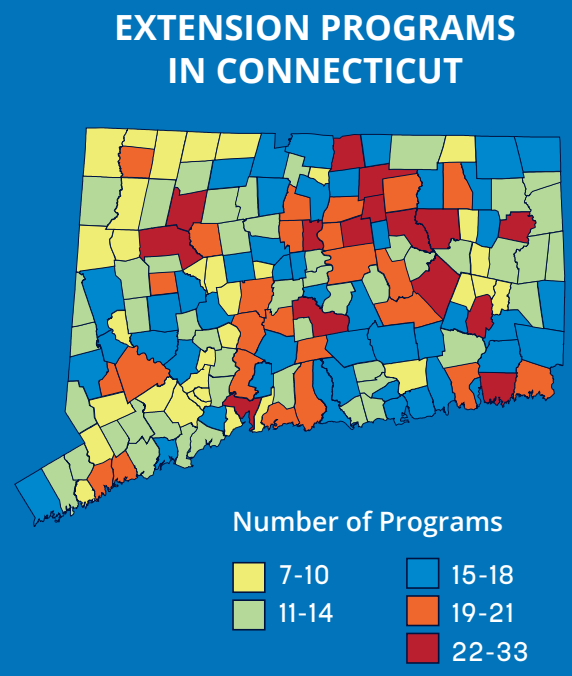 EXTENSION PROGRAMS
IN CONNECTICUT
Number of Programs
7-10
11-14
15-18
19-21
22-33